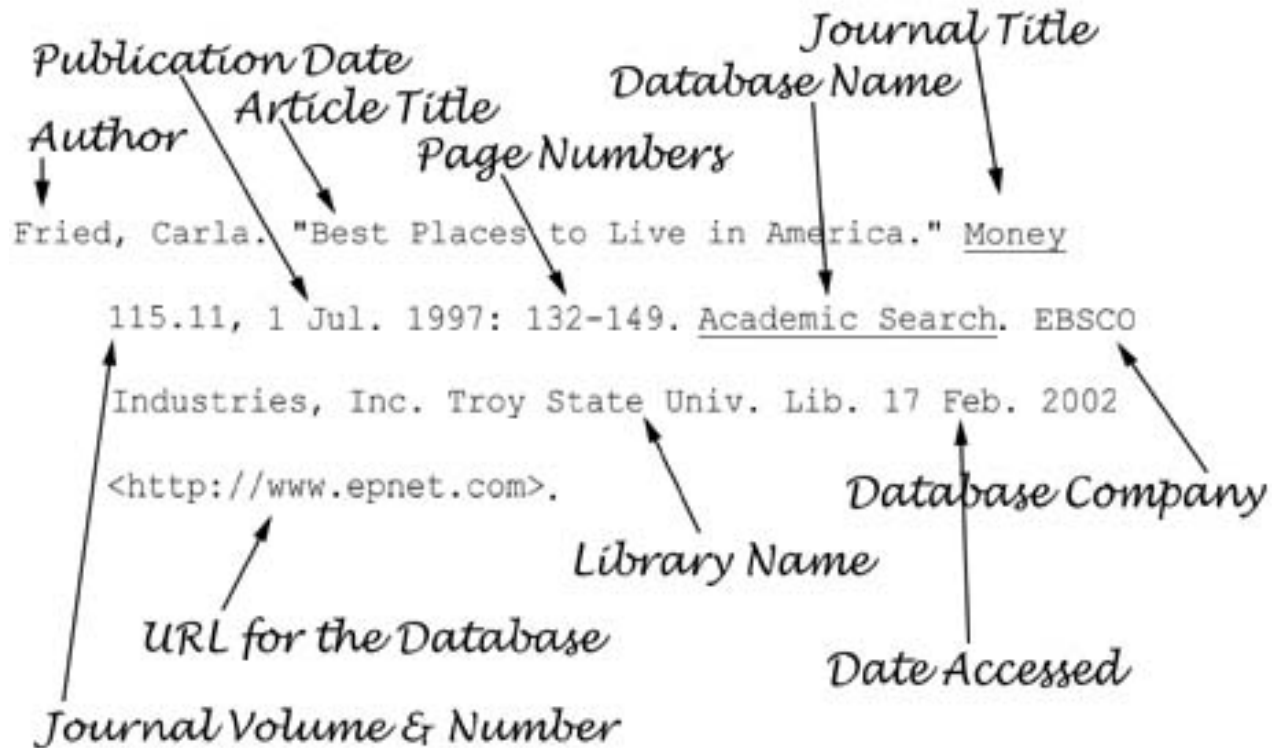 Journal Title
Publication Date
Database Name
Article Title
Author
Page Numbers
Fried, Carla. "Best Places to Live in America." Money
115.11, 1 Jul. 1997: 132-149. Academic Search. EBSCO
Industries, Inc. Troy State Univ. Lib. 17 Feb. 2002
<http://www.epnet.com>.
Database Company
Library Name
URL for the Database
Date Accessed
Journal Volume & Number